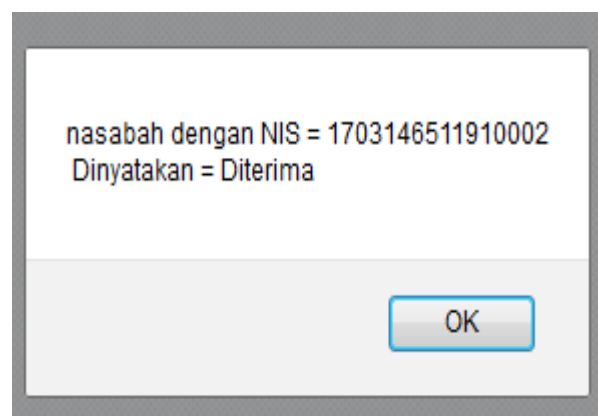 nasabah dengan NIS = 1703146511910002
Dinyatakan = Diterima
OK